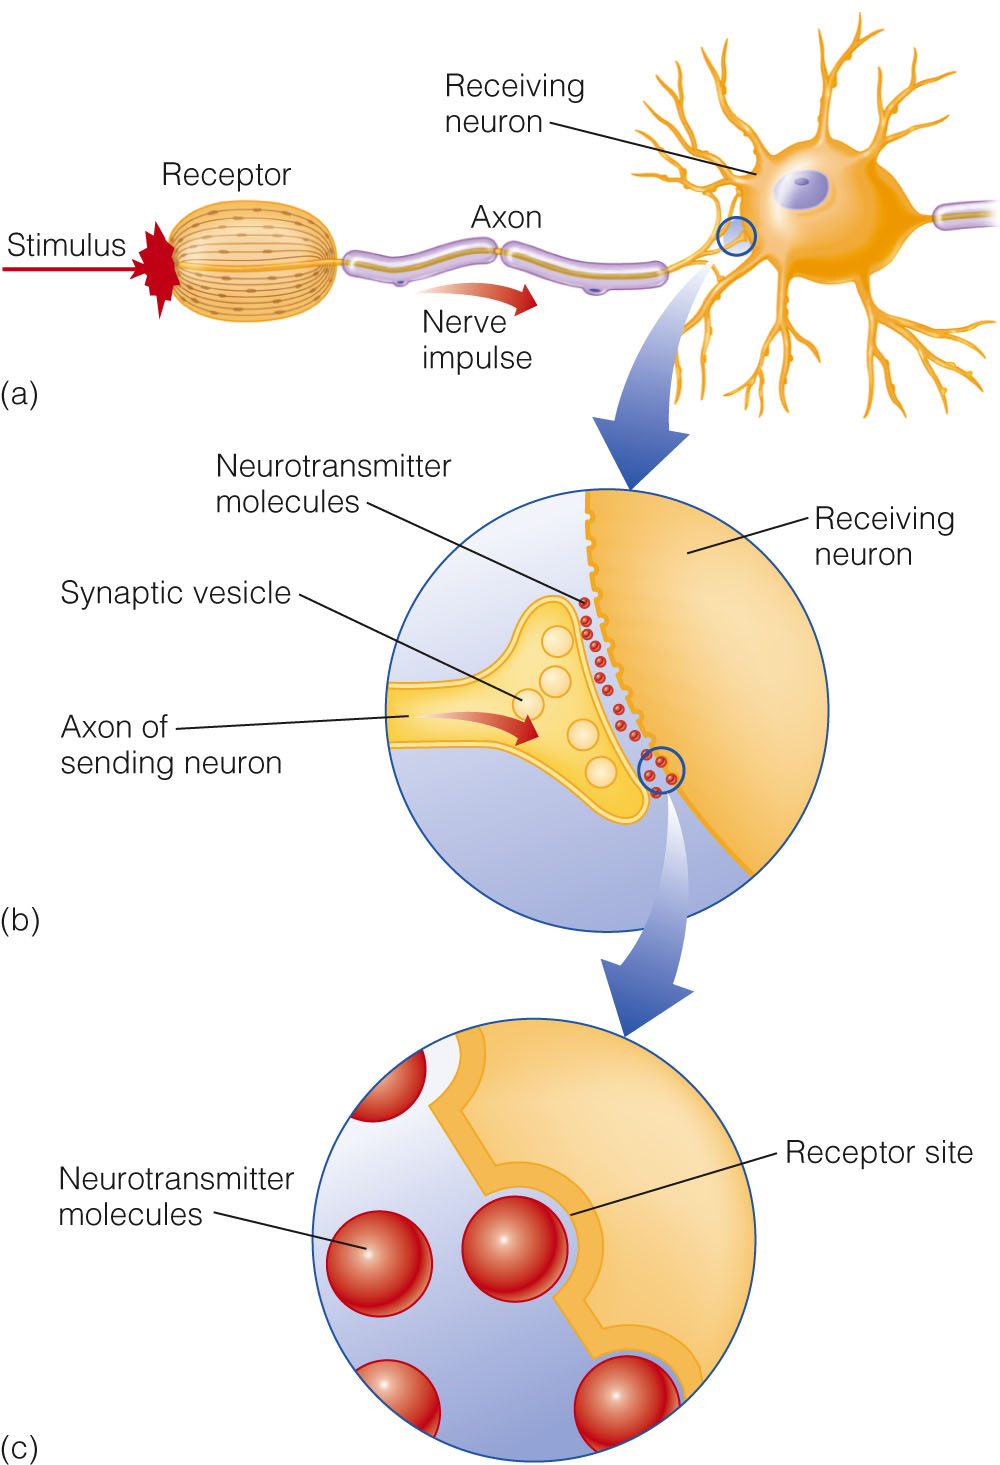 Receiving
neuron
Receptor
Axon
Stimulus
Nerve
impulse
(a)
Neurotransmitter
molecules
Receiving
neuron
Synaptic vesicle
Axon of
sending neuron
(b)
Receptor site
Neurotransmitter
molecules
(c)